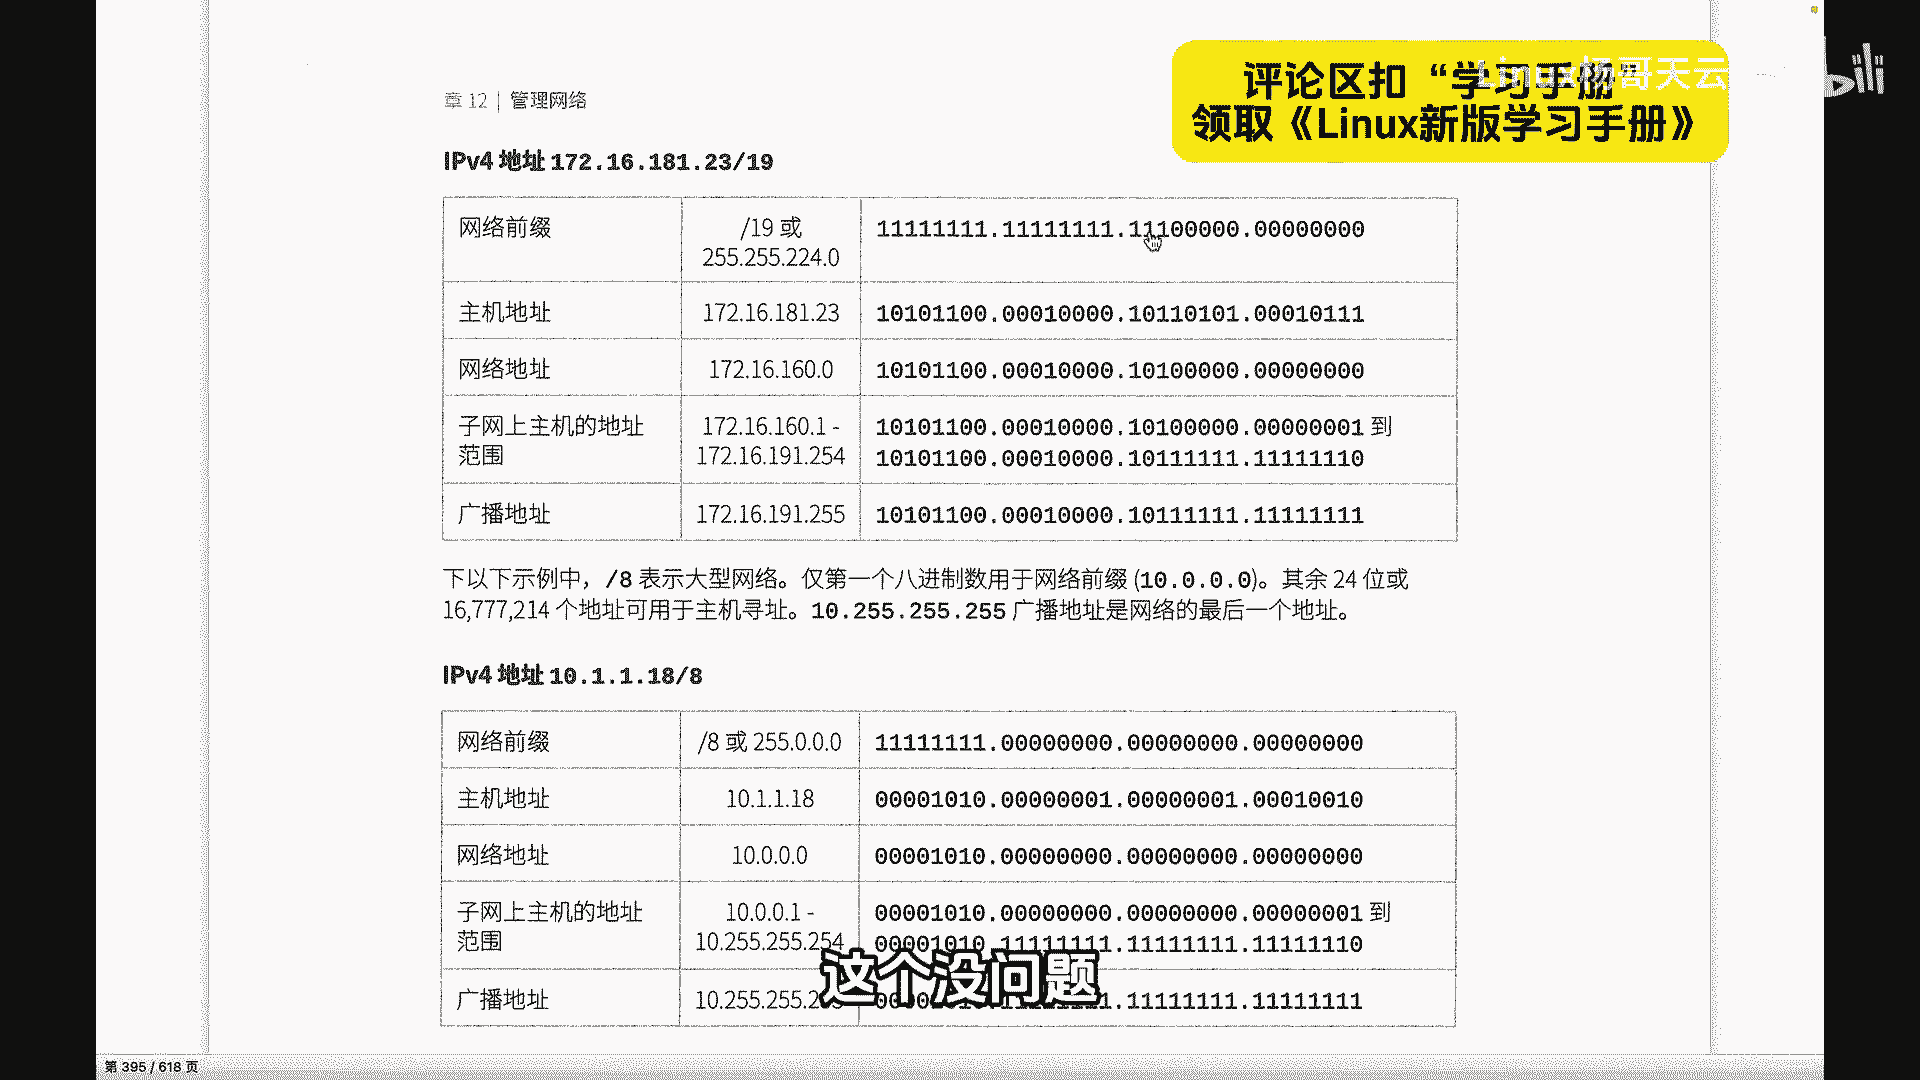 评论区扣“学习手册”
领取《Linux新版学习手册》
Linux杨哥天云
bili
章 12 | 管理网络
IPv4 地址 172.16.181.23/19
网络前缀 /19 或 255.255.224.0 11111111.11111111.11100000.00000000
主机地址 172.16.181.23 10101100.00010000.10110101.00010111
网络地址 172.16.160.0 10101100.00010000.10100000.00000000
子网上主机的地址 172.16.160.1 - 10101100.00010000.10100000.00000001 到
范围 172.16.191.254 10101100.00010000.10111111.11111110
广播地址 172.16.191.255 10101100.00010000.10111111.11111111
下以下示例中，/8 表示大型网络。仅第一个八进制数用于网络前缀 (10.0.0.0)。其余 24 位或
16,777,214 个地址可用于主机寻址。10.255.255.255 广播地址是网络的最后一个地址。
IPv4 地址 10.1.1.18/8
网络前缀 /8 或 255.0.0.0 11111111.00000000.00000000.00000000
主机地址 10.1.1.18 00001010.00000001.00000001.00010010
网络地址 10.0.0.0 00001010.00000000.00000000.00000000
子网上主机的地址 10.0.0.1 - 00001010.00000000.00000000.00000001 到
范围 10.255.255.254 00001010.11111111.11111111.11111110
广播地址 10.255.255.2 .11111111.11111111
这个没问题
第 395 / 618 页